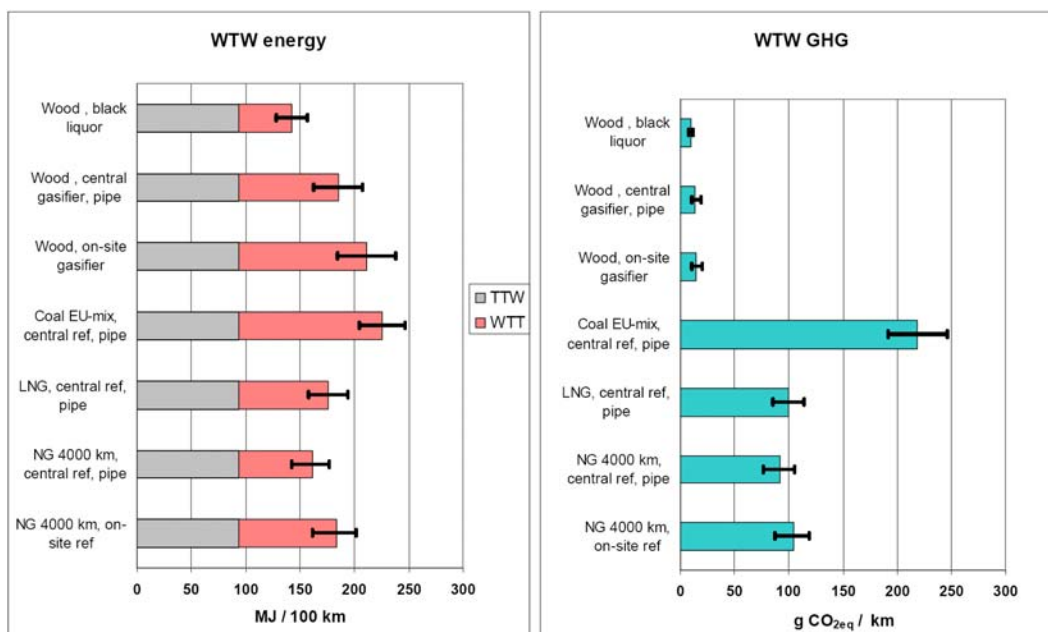 WTW energy
Wood , black
liquor
Wood , central
gasifier, pipe
Wood, on-site
gasifier
Coal EU-mix,
central ref, pipe
LNG, central ref,
pipe
NG 4000 km,
central ref, pipe
NG 4000 km, on-
site ref
0 50 100 150 200 250 300
MJ / 100 km
TTW
WTT
WTW GHG
Wood , black
liquor
Wood , central
gasifier, pipe
Wood, on-site
gasifier
Coal EU-mix,
central ref, pipe
LNG, central ref,
pipe
NG 4000 km,
central ref, pipe
NG 4000 km,
on-site ref
0 50 100 150 200 250 300
g CO2eq / km